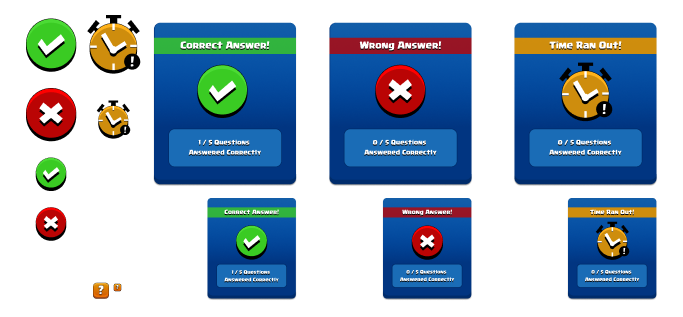 !
Correct Answer!
1 / 5 Questions
Answered Correctly
Wrong Answer!
0 / 5 Questions
Answered Correctly
Time Ran Out!
!
0 / 5 Questions
Answered Correctly
!
Correct Answer!
1 / 5 Questions
Answered Correctly
Wrong Answer!
0 / 5 Questions
Answered Correctly
Time Ran Out!
!
0 / 5 Questions
Answered Correctly
?